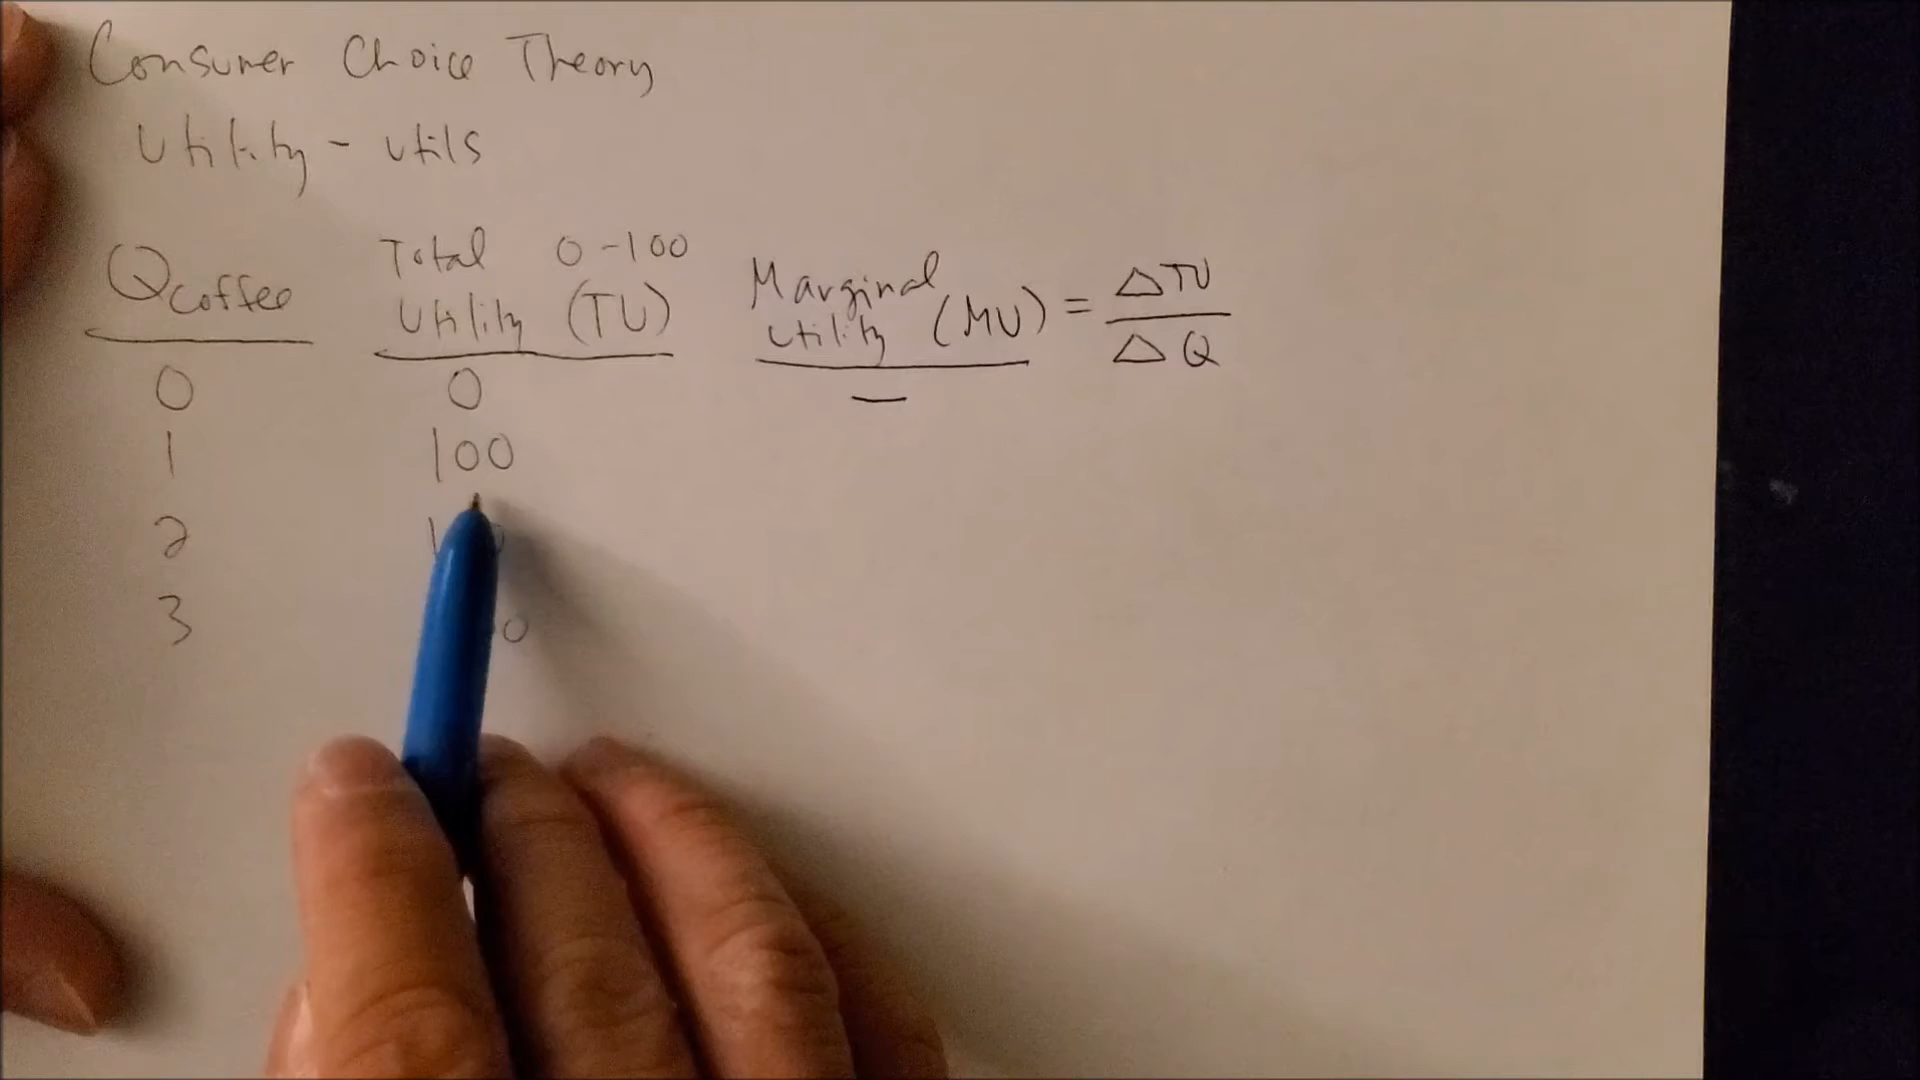 Consumer Choice Theory
Utility - utils
Qcoffee Total 0-100 Utility (TU) Marginal Utility (MU) = ΔTU / ΔQ
0 0 —
1 100
2
3